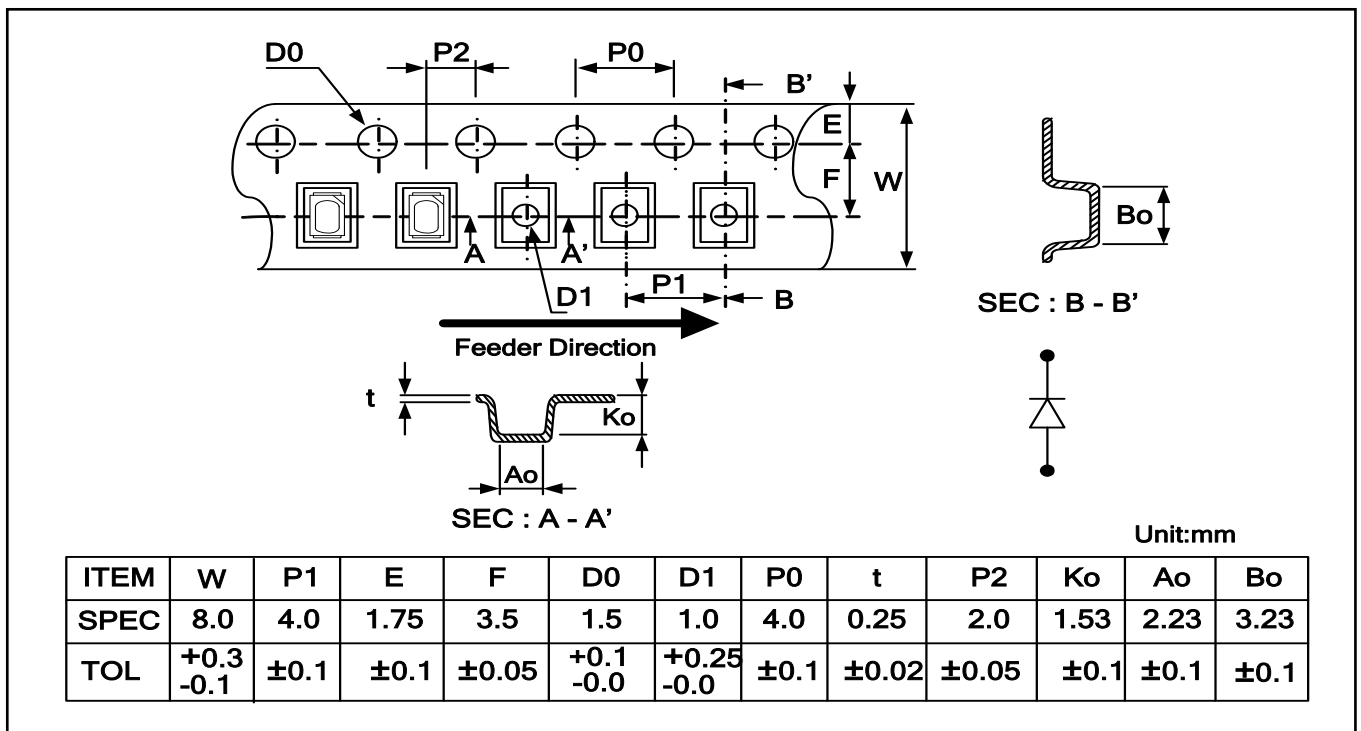 D0
P2
P0
B’
E
F
W
A
A’
D1
P1
B
Feeder Direction
Bo
SEC : B - B’
t
Ko
Ao
SEC : A - A’
Unit:mm
ITEM W P1 E F D0 D1 P0 t P2 Ko Ao Bo
SPEC 8.0 4.0 1.75 3.5 1.5 1.0 4.0 0.25 2.0 1.53 2.23 3.23
TOL +0.3 -0.1 ±0.1 ±0.1 ±0.05 +0.1 -0.0 +0.25 -0.0 ±0.1 ±0.02 ±0.05 ±0.1 ±0.1 ±0.1